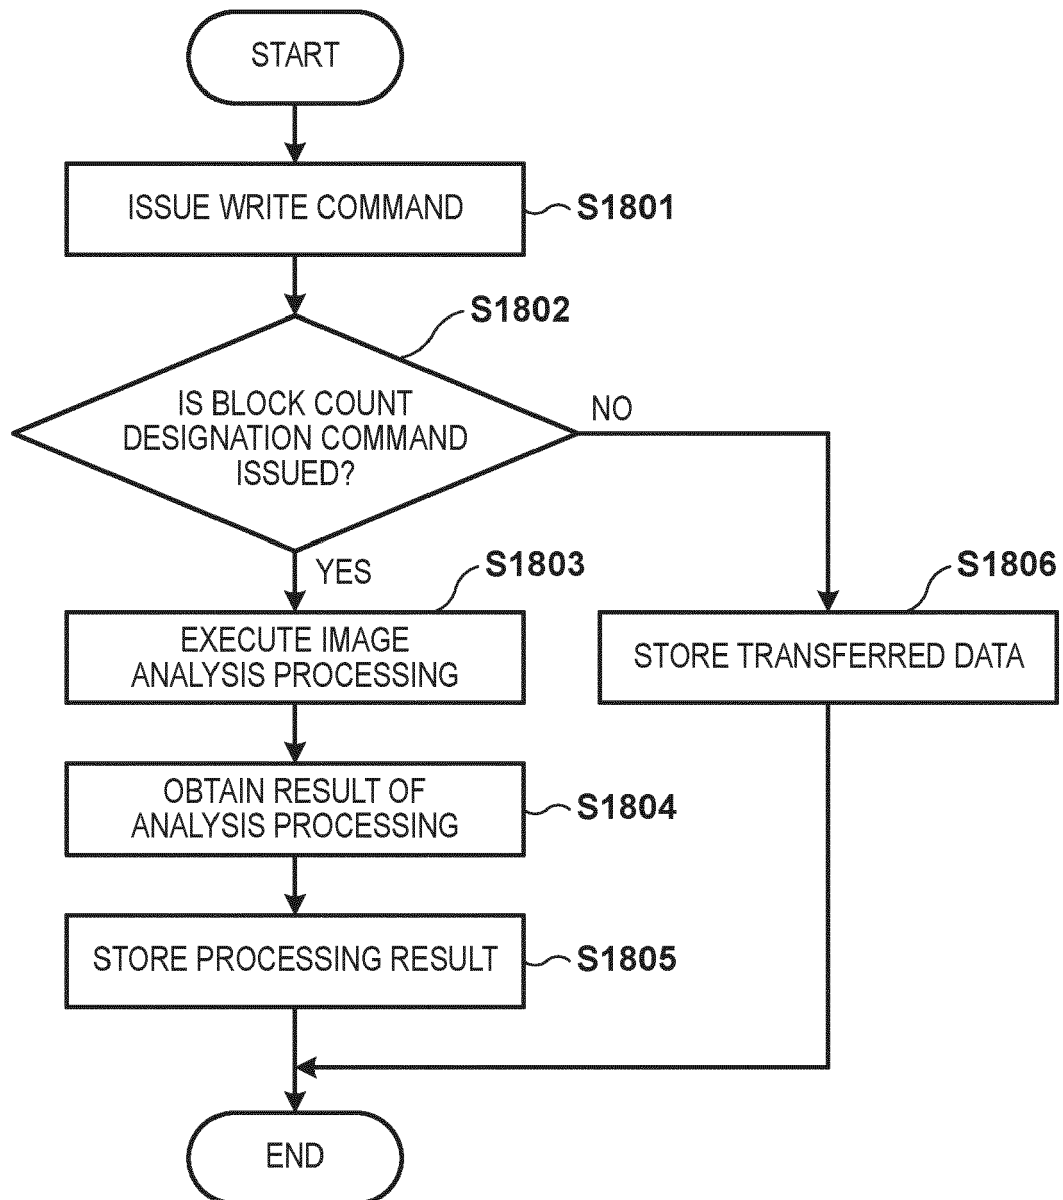 START
ISSUE WRITE COMMAND
S1801
S1802
IS BLOCK COUNT
DESIGNATION COMMAND
ISSUED?
NO
YES
S1803
EXECUTE IMAGE
ANALYSIS PROCESSING
S1806
STORE TRANSFERRED DATA
OBTAIN RESULT OF
ANALYSIS PROCESSING
S1804
STORE PROCESSING RESULT
S1805
END